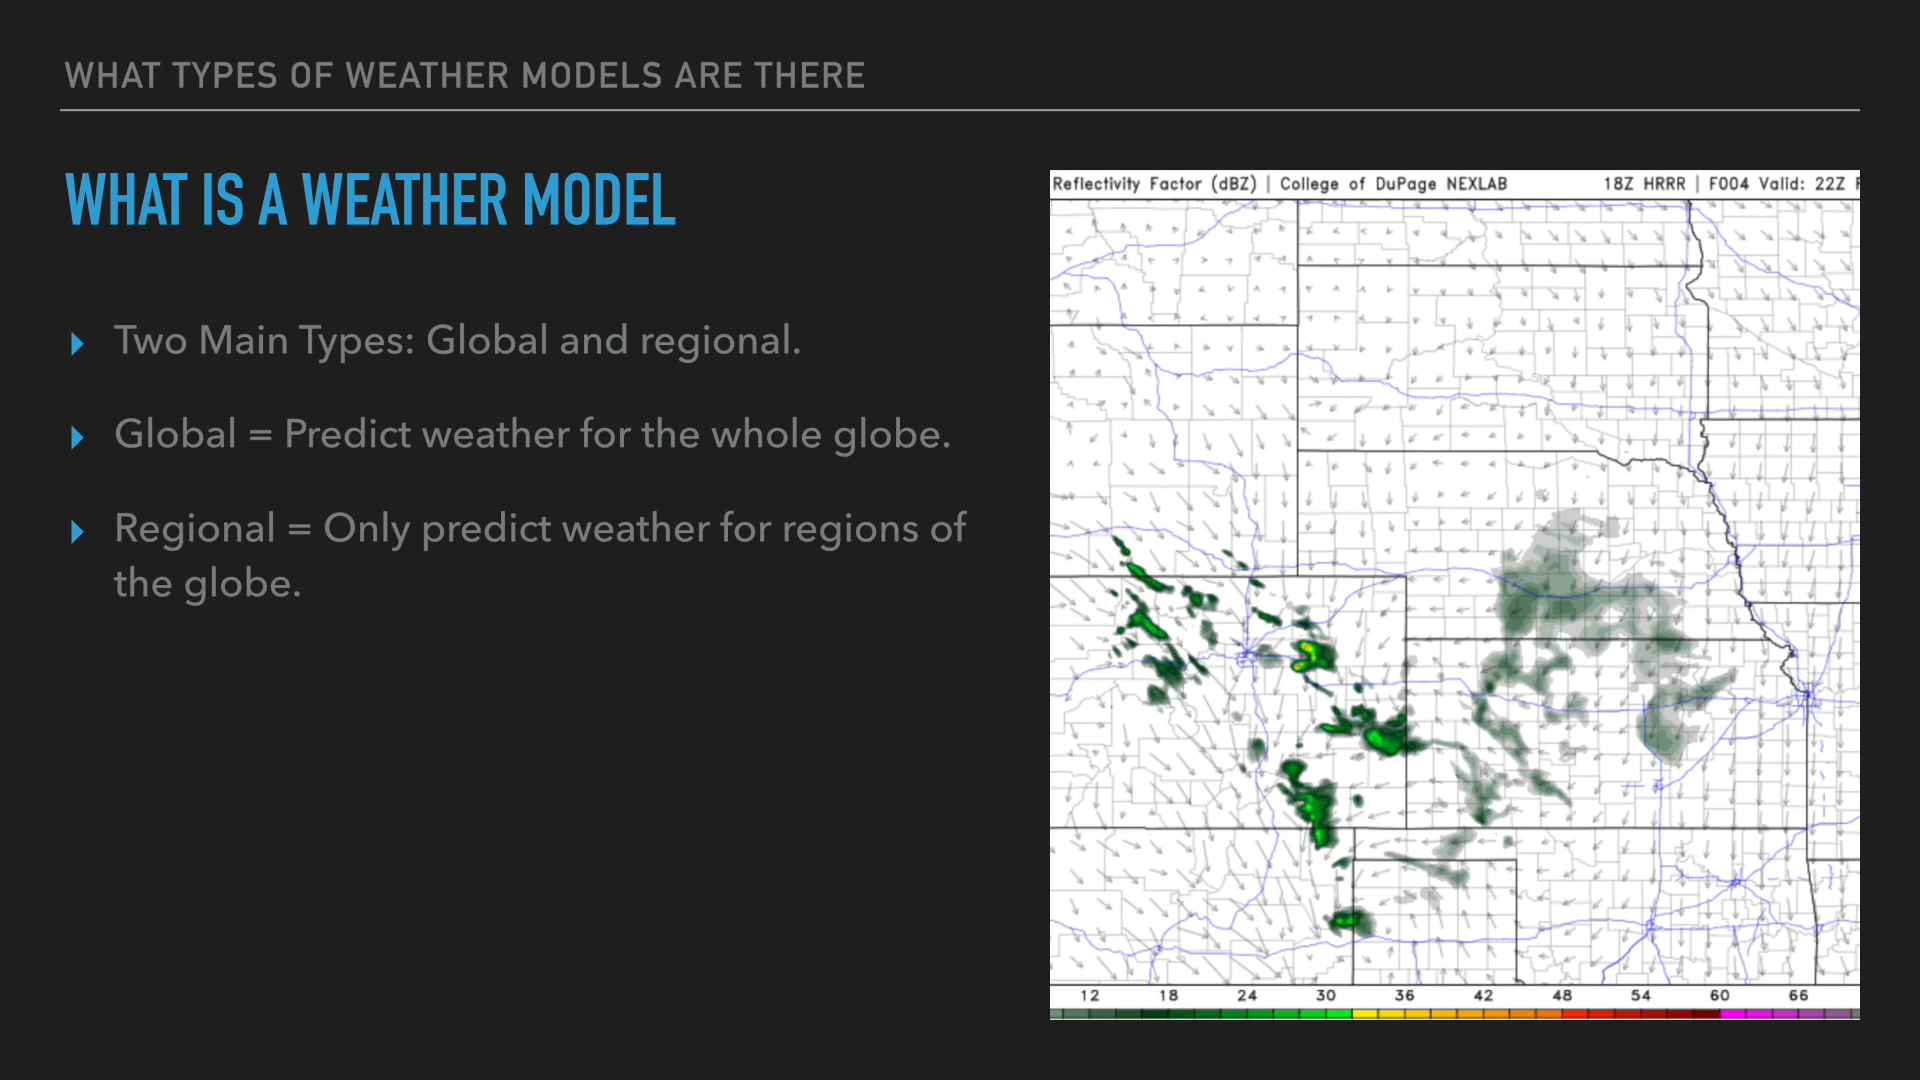 WHAT TYPES OF WEATHER MODELS ARE THERE
WHAT IS A WEATHER MODEL
Two Main Types: Global and regional.
Global = Predict weather for the whole globe.
Regional = Only predict weather for regions of
the globe.
Reflectivity Factor (dBZ) | College of DuPage NEXLAB 18Z HRRR | F004 Valid: 22Z
12 18 24 30 36 42 48 54 60 66